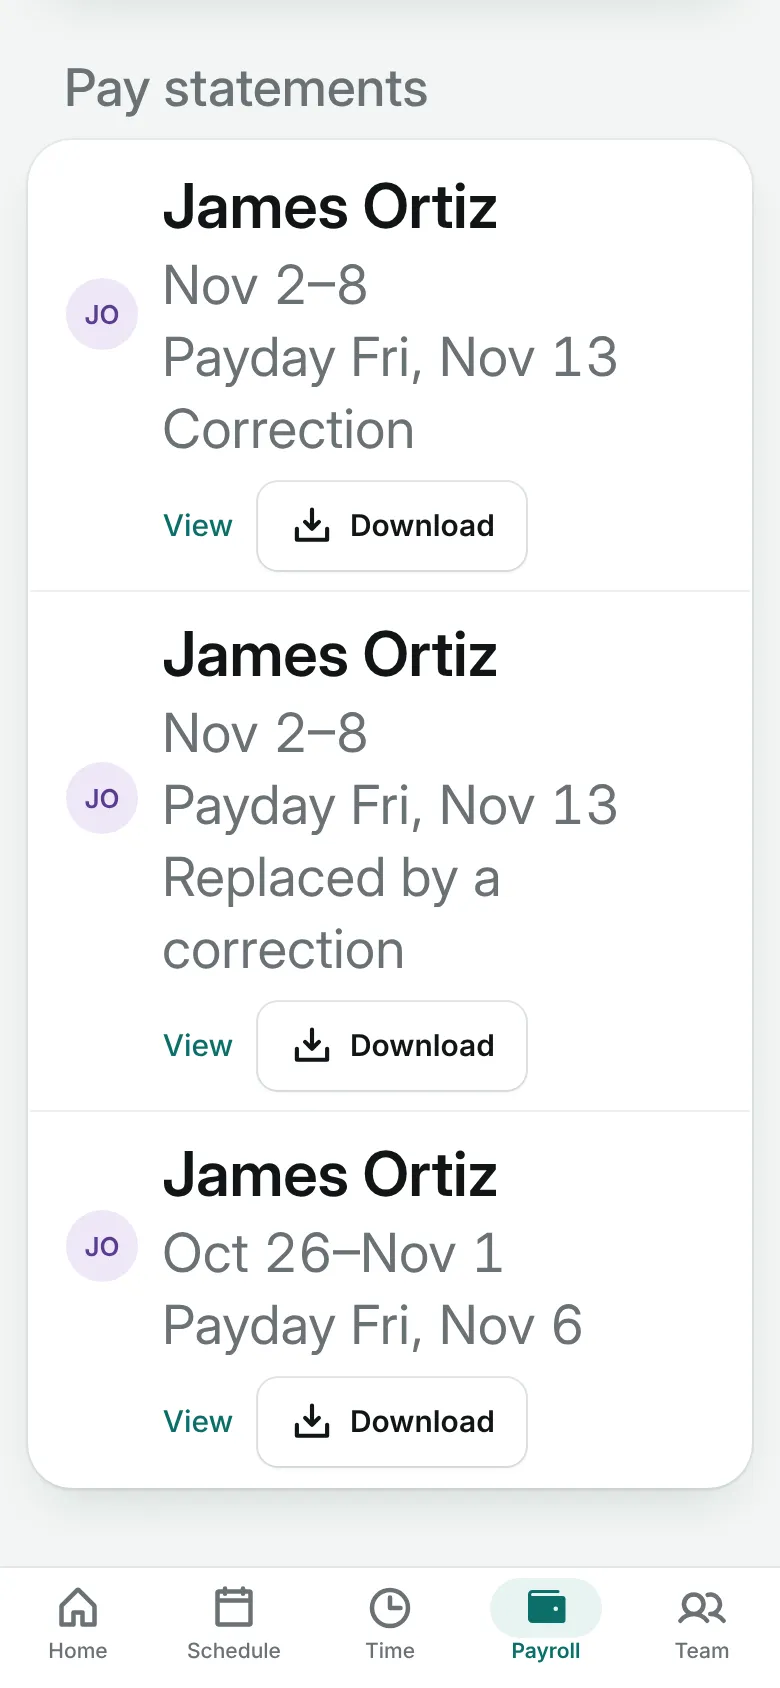 Pay statements
James Ortiz
Nov 2–8
JO
Payday Fri, Nov 13
Correction
View
Download
James Ortiz
Nov 2–8
JO
Payday Fri, Nov 13
Replaced by a
correction
View
Download
James Ortiz
JO
Oct 26–Nov 1
Payday Fri, Nov 6
View
Download
Home
Schedule
Time
Payroll
Team